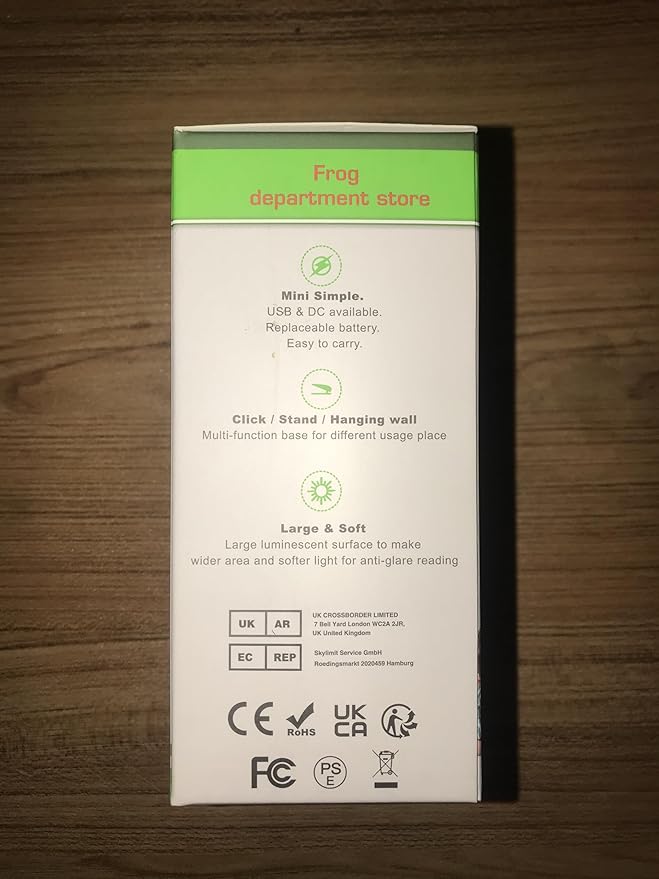 Frog
department store
Mini Simple.
USB & DC available.
Replaceable battery.
Easy to carry.
Click / Stand / Hanging wall
Multi-function base for different usage place
Large & Soft
Large luminescent surface to make
wider area and softer light for anti-glare reading
UK AR
UK CROSSBORDER LIMITED
7 Bell Yard London WC2A 2JR,
UK United Kingdom
EC REP
Skylimit Service GmbH
Roedingsmarkt 2020459 Hamburg
CE RoHS UK CA
FC PS E